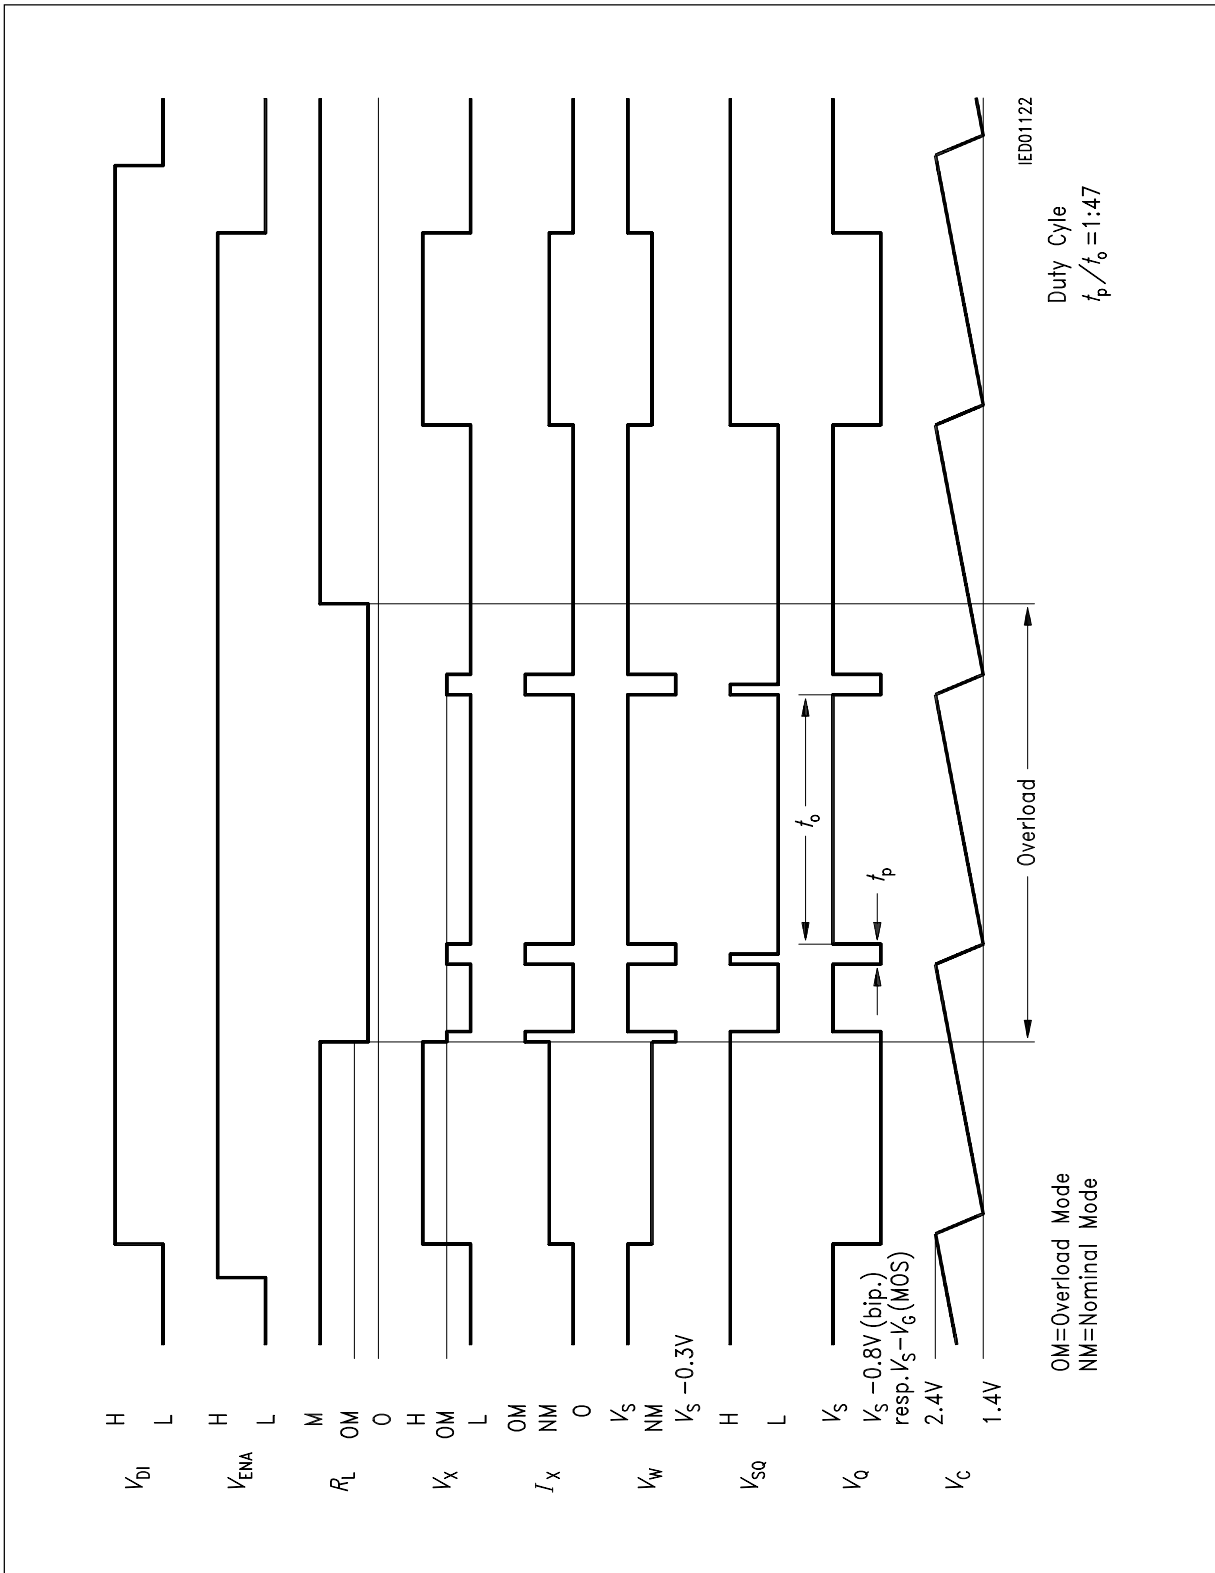 V_DI
H
L
V_ENA
H
L
R_L
M
OM
O
V_X
H
OM
L
I_X
OM
NM
O
V_W
V_S
NM
V_S −0.3V
V_SQ
H
L
V_Q
V_S
V_S −0.8V (bip.)
resp. V_S−V_G (MOS)
V_C
2.4V
1.4V
t_o
t_p
Overload
OM=Overload Mode
NM=Nominal Mode
Duty Cyle
t_p/t_o=1:47
IED01122